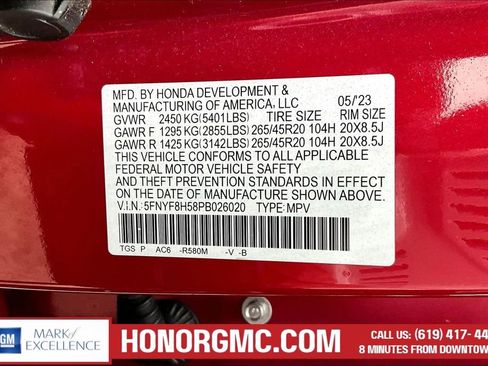 MFD. BY HONDA DEVELOPMENT &
MANUFACTURING OF AMERICA, LLC 05/'23
GVWR 2450 KG(5401LBS) TIRE SIZE RIM SIZE
GAWR F 1295 KG(2855LBS) 265/45R20 104H 20X8.5J
GAWR R 1425 KG(3142LBS) 265/45R20 104H 20X8.5J
THIS VEHICLE CONFORMS TO ALL APPLICABLE
FEDERAL MOTOR VEHICLE SAFETY
AND THEFT PREVENTION STANDARDS IN EFFECT
ON THE DATE OF MANUFACTURE SHOWN ABOVE.
V.I.N.: 5FNYF8H58PB026020 TYPE: MPV
TGS P AC6 -R580M -V -B
GM
MARK of
EXCELLENCE
HONORGMC.COM
CALL US: (619) 417-44
8 MINUTES FROM DOWNTOWN